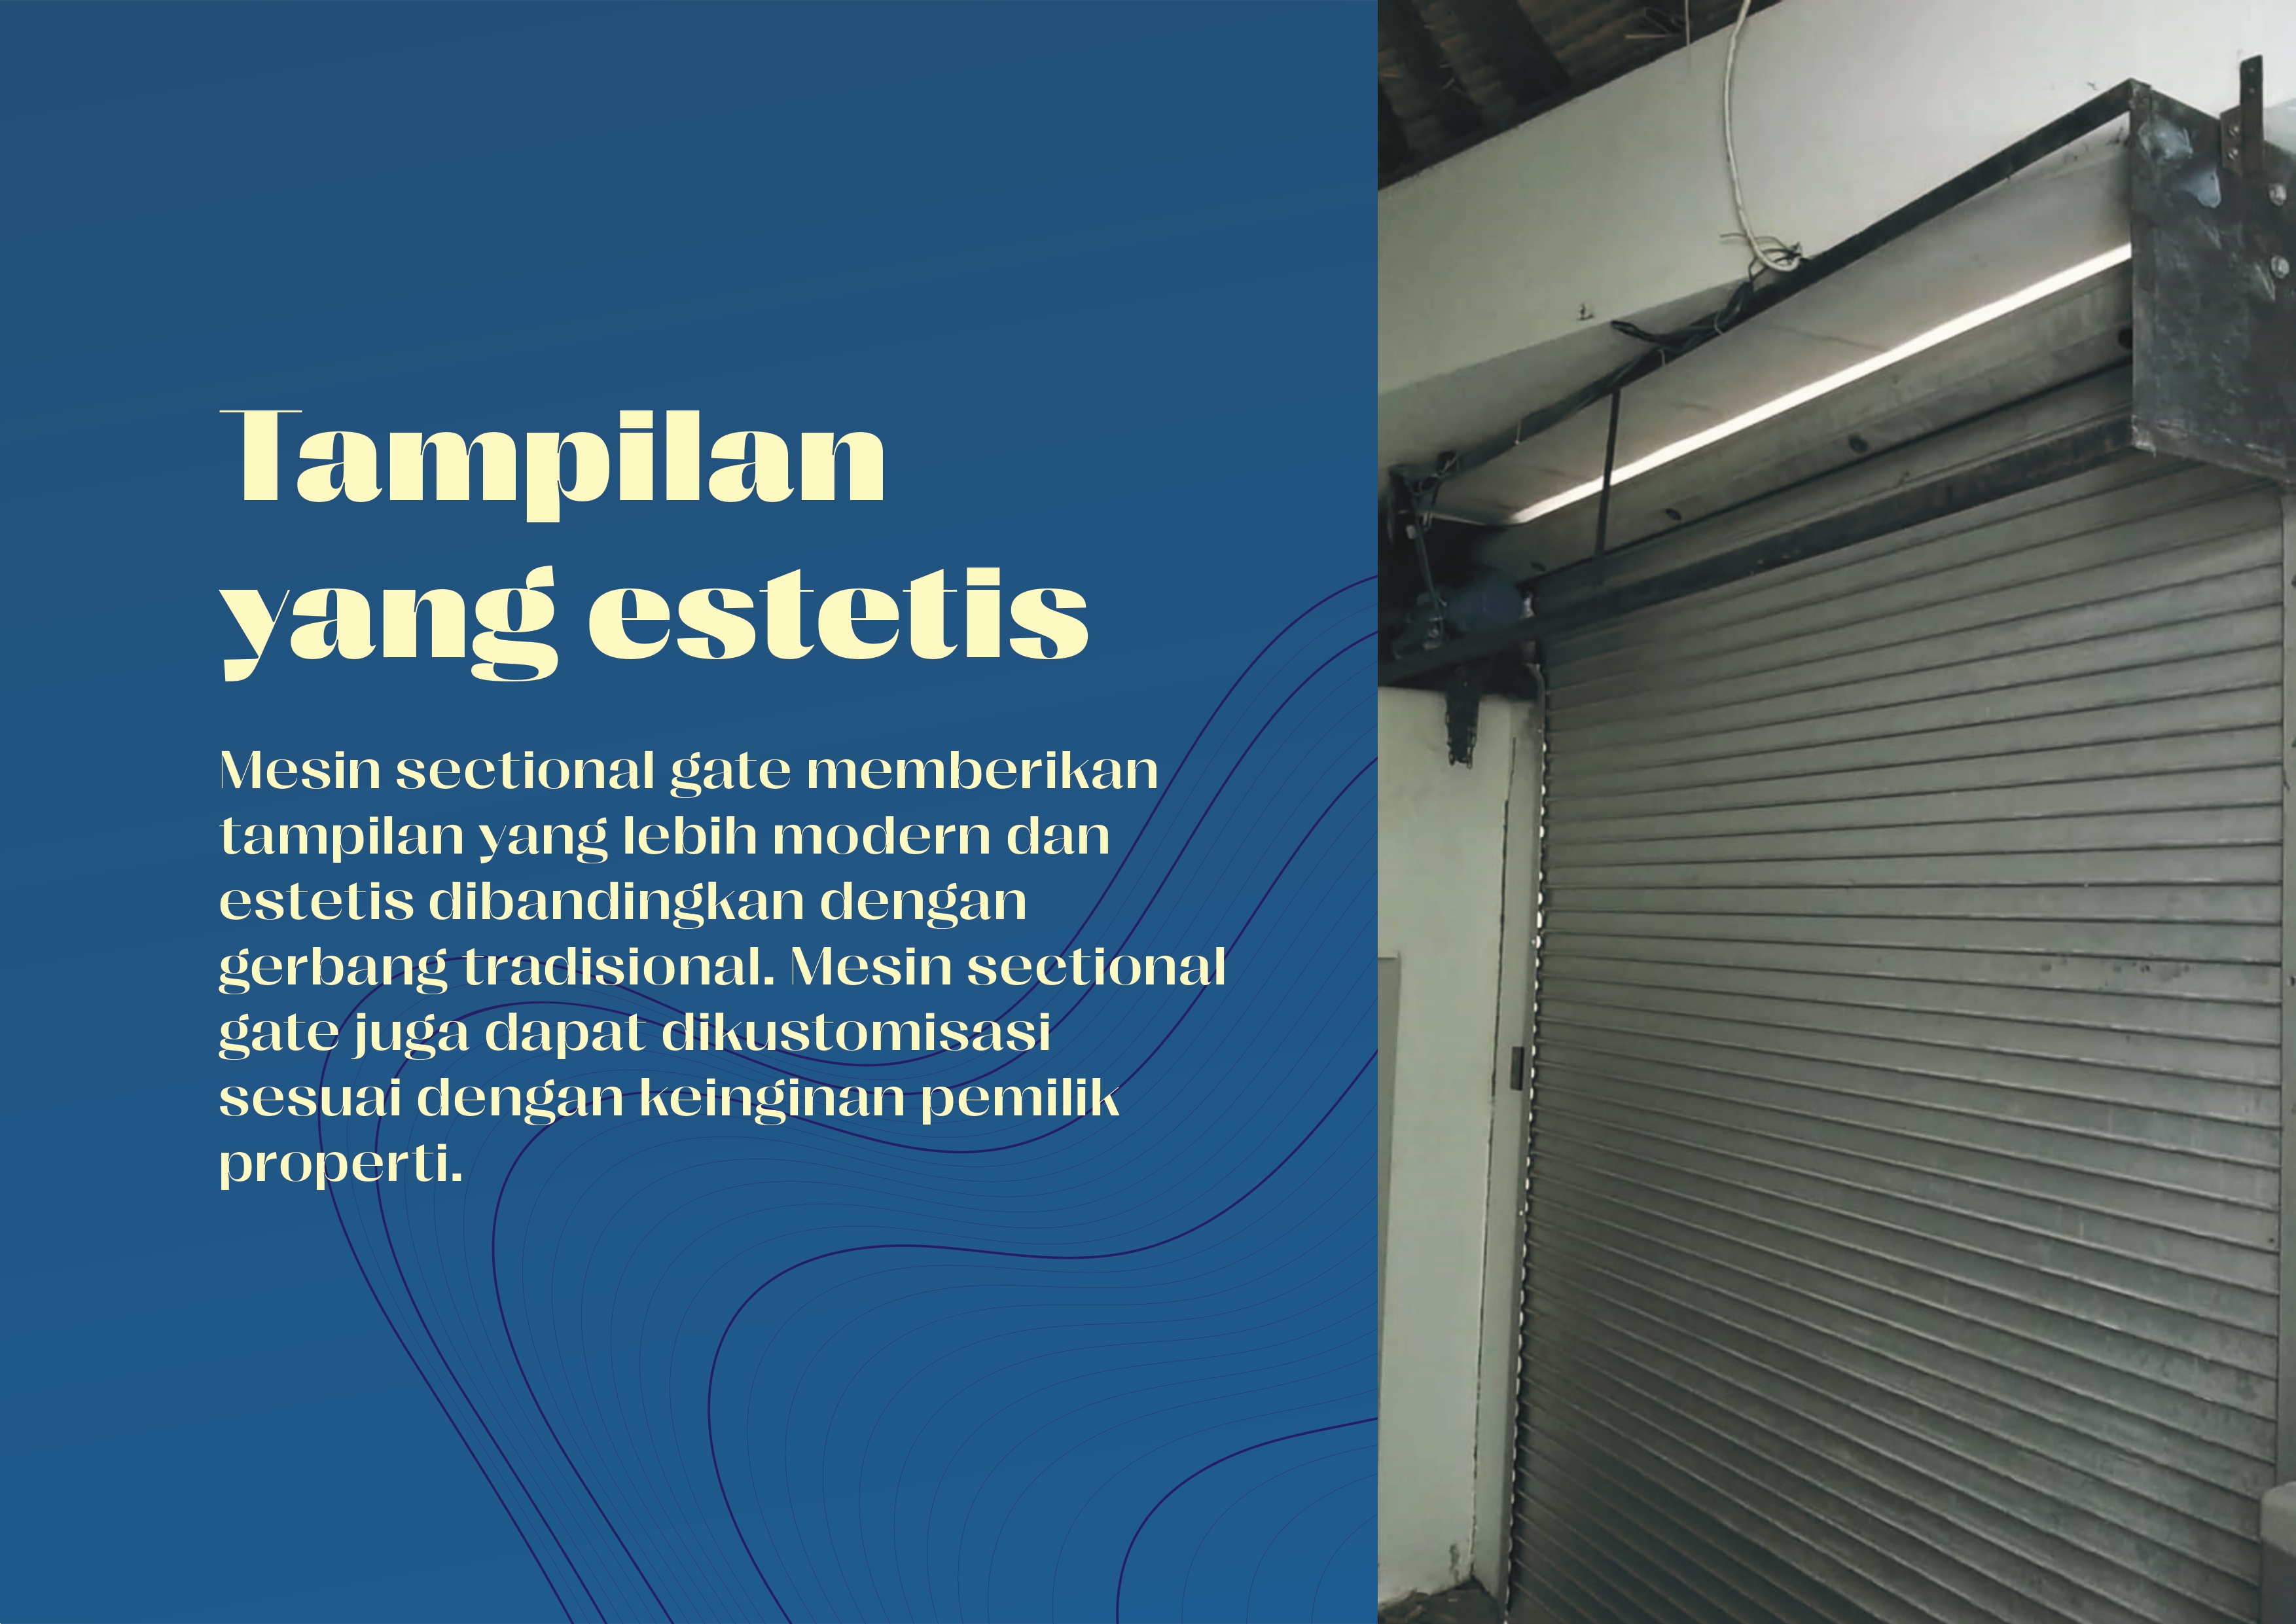 Tampilan
yang estetis
Mesin sectional gate memberikan
tampilan yang lebih modern dan
estetis dibandingkan dengan
gerbang tradisional. Mesin sectional
gate juga dapat dikustomisasi
sesuai dengan keinginan pemilik
properti.